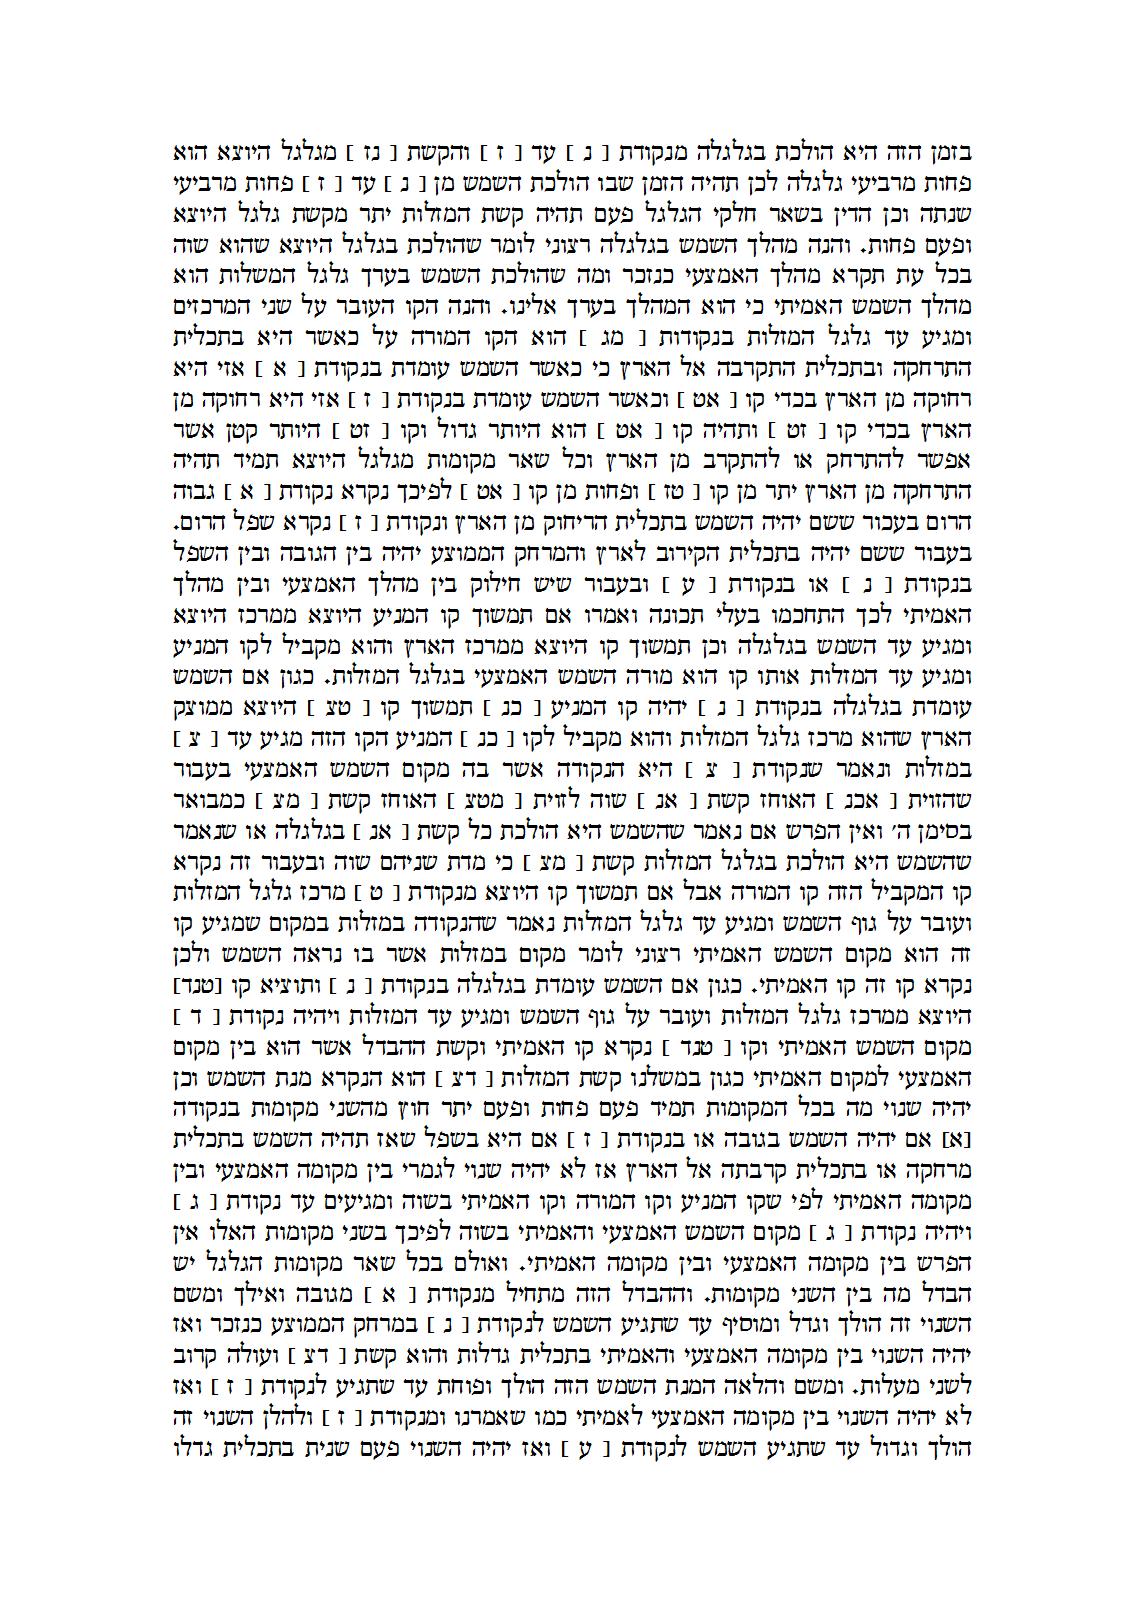 בזמן הזה היא הולכת בגלגלה מנקודת [ נ ] עד [ ז ] והקשת [ נז ] מגלגל היוצא הוא
פחות מרביעי גלגלה לכן תהיה הזמן שבו הולכת השמש מן [ נ ] עד [ ז ] פחות מרביעי
שנתה וכן הדין בשאר חלקי הגלגל פעם תהיה קשת המזלות יתר מקשת גלגל היוצא
ופעם פחות. והנה מהלך השמש בגלגלה רצוני לומר שהולכת בגלגל היוצא שהוא שוה
בכל עת תקרא מהלך האמצעי כנזכר ומה שהולכת השמש בערך גלגל המשלות הוא
מהלך השמש האמיתי כי הוא המהלך בערך אלינו. והנה הקו העובר על שני המרכזים
ומגיע עד גלגל המזלות בנקודות [ מג ] הוא הקו המורה על כאשר היא בתכלית
התרחקה ובתכלית התקרבה אל הארץ כי כאשר השמש עומדת בנקודת [ א ] אזי היא
רחוקה מן הארץ בכדי קו [ אט ] וכאשר השמש עומדת בנקודת [ ז ] אזי היא רחוקה מן
הארץ בכדי קו [ זט ] ותהיה קו [ אט ] הוא היותר גדול וקו [ זט ] היותר קטן אשר
אפשר להתרחק או להתקרב מן הארץ וכל שאר מקומות מגלגל היוצא תמיד תהיה
התרחקה מן הארץ יתר מן קו [ טז ] ופחות מן קו [ אט ] לפיכך נקרא נקודת [ א ] גבוה
הרום בעבור ששם יהיה השמש בתכלית הריחוק מן הארץ ונקודת [ ז ] נקרא שפל הרום.
בעבור ששם יהיה בתכלית הקירוב לארץ והמרחק הממוצע יהיה בין הגובה ובין השפל
בנקודת [ נ ] או בנקודת [ ע ] ובעבור שיש חילוק בין מהלך האמצעי ובין מהלך
האמיתי לכך התחכמו בעלי תכונה ואמרו אם תמשוך קו המניע היוצא ממרכז היוצא
ומגיע עד השמש בגלגלה וכן תמשוך קו היוצא ממרכז הארץ והוא מקביל לקו המניע
ומגיע עד המזלות אותו קו הוא מורה השמש האמצעי בגלגל המזלות. כגון אם השמש
עומדת בגלגלה בנקודת [ נ ] יהיה קו המניע [ כנ ] תמשוך קו [ טצ ] היוצא ממוצק
הארץ שהוא מרכז גלגל המזלות והוא מקביל לקו [ כנ ] המניע הקו הזה מגיע עד [ צ ]
במזלות ונאמר שנקודת [ צ ] היא הנקודה אשר בה מקום השמש האמצעי בעבור
שהזוית [ אכנ ] האוחז קשת [ אנ ] שוה לזוית [ מטצ ] האוחז קשת [ מצ ] כמבואר
בסימן ה׳ ואין הפרש אם נאמר שהשמש היא הולכת כל קשת [ אנ ] בגלגלה או שנאמר
שהשמש היא הולכת בגלגל המזלות קשת [ מצ ] כי מדת שניהם שוה ובעבור זה נקרא
קו המקביל הזה קו המורה אבל אם תמשוך קו היוצא מנקודת [ ט ] מרכז גלגל המזלות
ועובר על גוף השמש ומגיע עד גלגל המזלות נאמר שהנקודה במזלות במקום שמגיע קו
זה הוא מקום השמש האמיתי רצוני לומר מקום במזלות אשר בו נראה השמש ולכן
נקרא קו זה קו האמיתי. כגון אם השמש עומדת בגלגלה בנקודת [ נ ] ותוציא קו [טנד]
היוצא ממרכז גלגל המזלות ועובר על גוף השמש ומגיע עד המזלות ויהיה נקודת [ ד ]
מקום השמש האמיתי וקו [ טנד ] נקרא קו האמיתי וקשת ההבדל אשר הוא בין מקום
האמצעי למקום האמיתי כגון במשלנו קשת המזלות [ דצ ] הוא הנקרא מנת השמש וכן
יהיה שנוי מה בכל המקומות תמיד פעם פחות ופעם יתר חוץ מהשני מקומות בנקודה
[א] אם יהיה השמש בגובה או בנקודת [ ז ] אם היא בשפל שאז תהיה השמש בתכלית
מרחקה או בתכלית קרבתה אל הארץ אז לא יהיה שנוי לגמרי בין מקומה האמצעי ובין
מקומה האמיתי לפי שקו המניע וקו המורה וקו האמיתי בשוה ומגיעים עד נקודת [ ג ]
ויהיה נקודת [ ג ] מקום השמש האמצעי והאמיתי בשוה לפיכך בשני מקומות האלו אין
הפרש בין מקומה האמצעי ובין מקומה האמיתי. ואולם בכל שאר מקומות הגלגל יש
הבדל מה בין השני מקומות. וההבדל הזה מתחיל מנקודת [ א ] מגובה ואילך ומשם
השנוי זה הולך וגדל ומוסיף עד שתגיע השמש לנקודת [ נ ] במרחק הממוצע כנזכר ואז
יהיה השנוי בין מקומה האמצעי והאמיתי בתכלית גדלות והוא קשת [ דצ ] ועולה קרוב
לשני מעלות. ומשם והלאה המנת השמש הזה הולך ופוחת עד שתגיע לנקודת [ ז ] ואז
לא יהיה השנוי בין מקומה האמצעי לאמיתי כמו שאמרנו ומנקודת [ ז ] ולהלן השנוי זה
הולך וגדול עד שתגיע השמש לנקודת [ ע ] ואז יהיה השנוי פעם שנית בתכלית גדלו